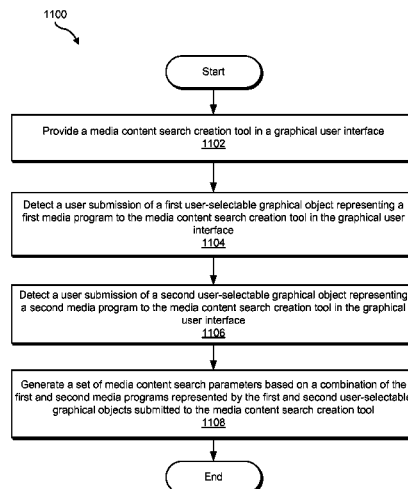 1100
Start
Provide a media content search creation tool in a graphical user interface
1102
Detect a user submission of a first user-selectable graphical object representing a
first media program to the media content search creation tool in the graphical user
interface
1104
Detect a user submission of a second user-selectable graphical object representing
a second media program to the media content search creation tool in the graphical
user interface
1106
Generate a set of media content search parameters based on a combination of the
first and second media programs represented by the first and second user-selectable
graphical objects submitted to the media content search creation tool
1108
End